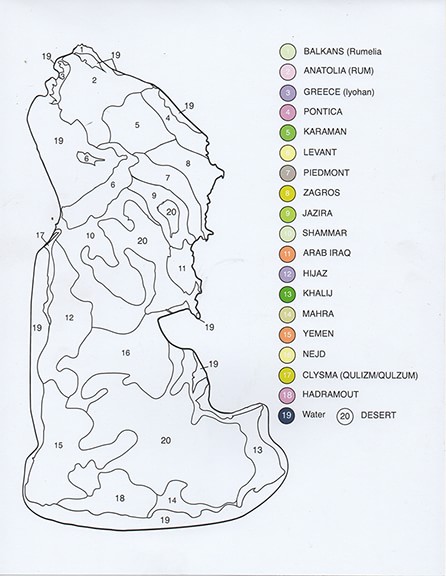 1
19
19
3
2
4
19
5
19
6
8
7
6
9
20
17
10
20
11
12
19
19
16
19
15
20
13
18
14
19
1 BALKANS (Rumelia
2 ANATOLIA (RUM)
3 GREECE (Iyohan)
4 PONTICA
5 KARAMAN
LEVANT
7 PIEDMONT
8 ZAGROS
9 JAZIRA
SHAMMAR
11 ARAB IRAQ
12 HIJAZ
13 KHALIJ
14 MAHRA
15 YEMEN
16 NEJD
17 CLYSMA (QULIZM/QULZUM)
18 HADRAMOUT
19 Water 20 DESERT